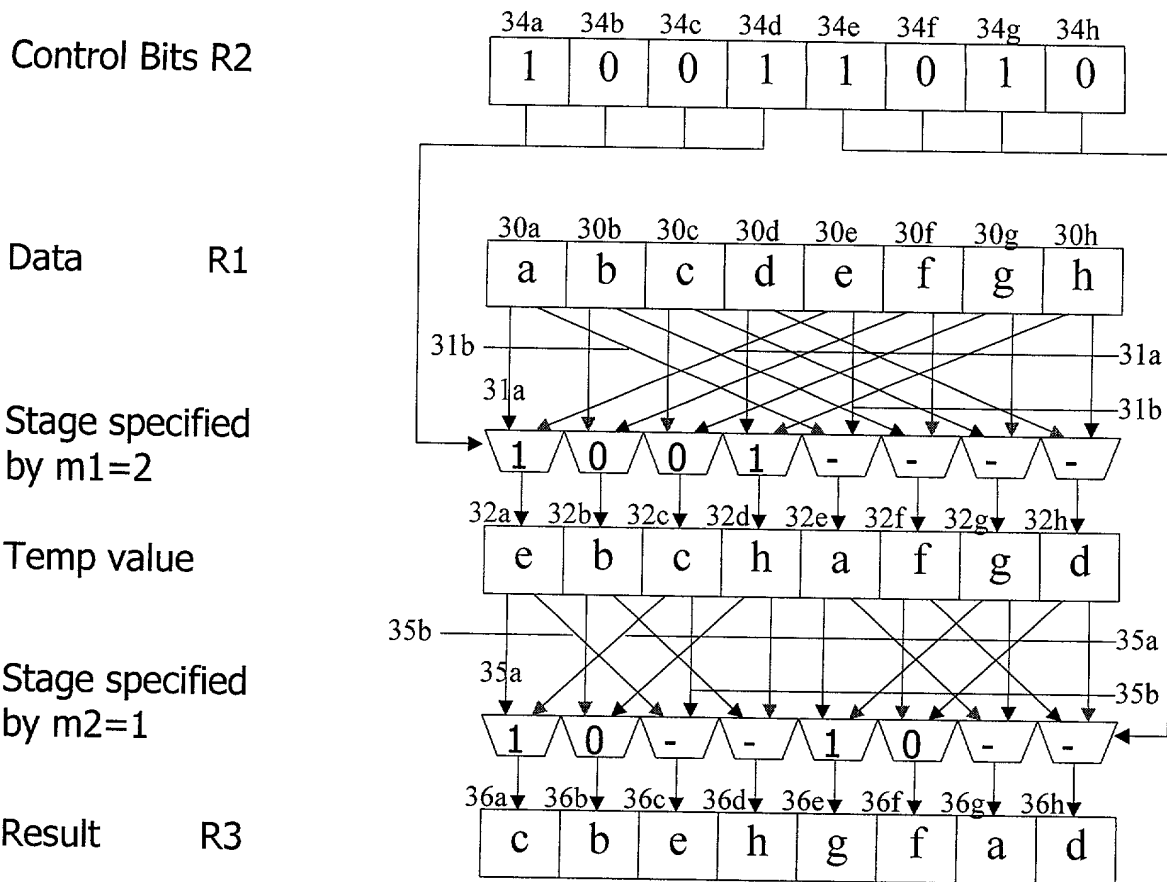 34a 34b 34c 34d 34e 34f 34g 34h
Control Bits R2
1 0 0 1 1 0 1 0
30a 30b 30c 30d 30e 30f 30g 30h
Data R1
a b c d e f g h
31b 31a
31a 31b
Stage specified
by m1=2
1 0 0 1 - - - -
32a 32b 32c 32d 32e 32f 32g 32h
Temp value
e b c h a f g d
35b 35a
35a 35b
Stage specified
by m2=1
1 0 - - 1 0 - -
36a 36b 36c 36d 36e 36f 36g 36h
Result R3
c b e h g f a d